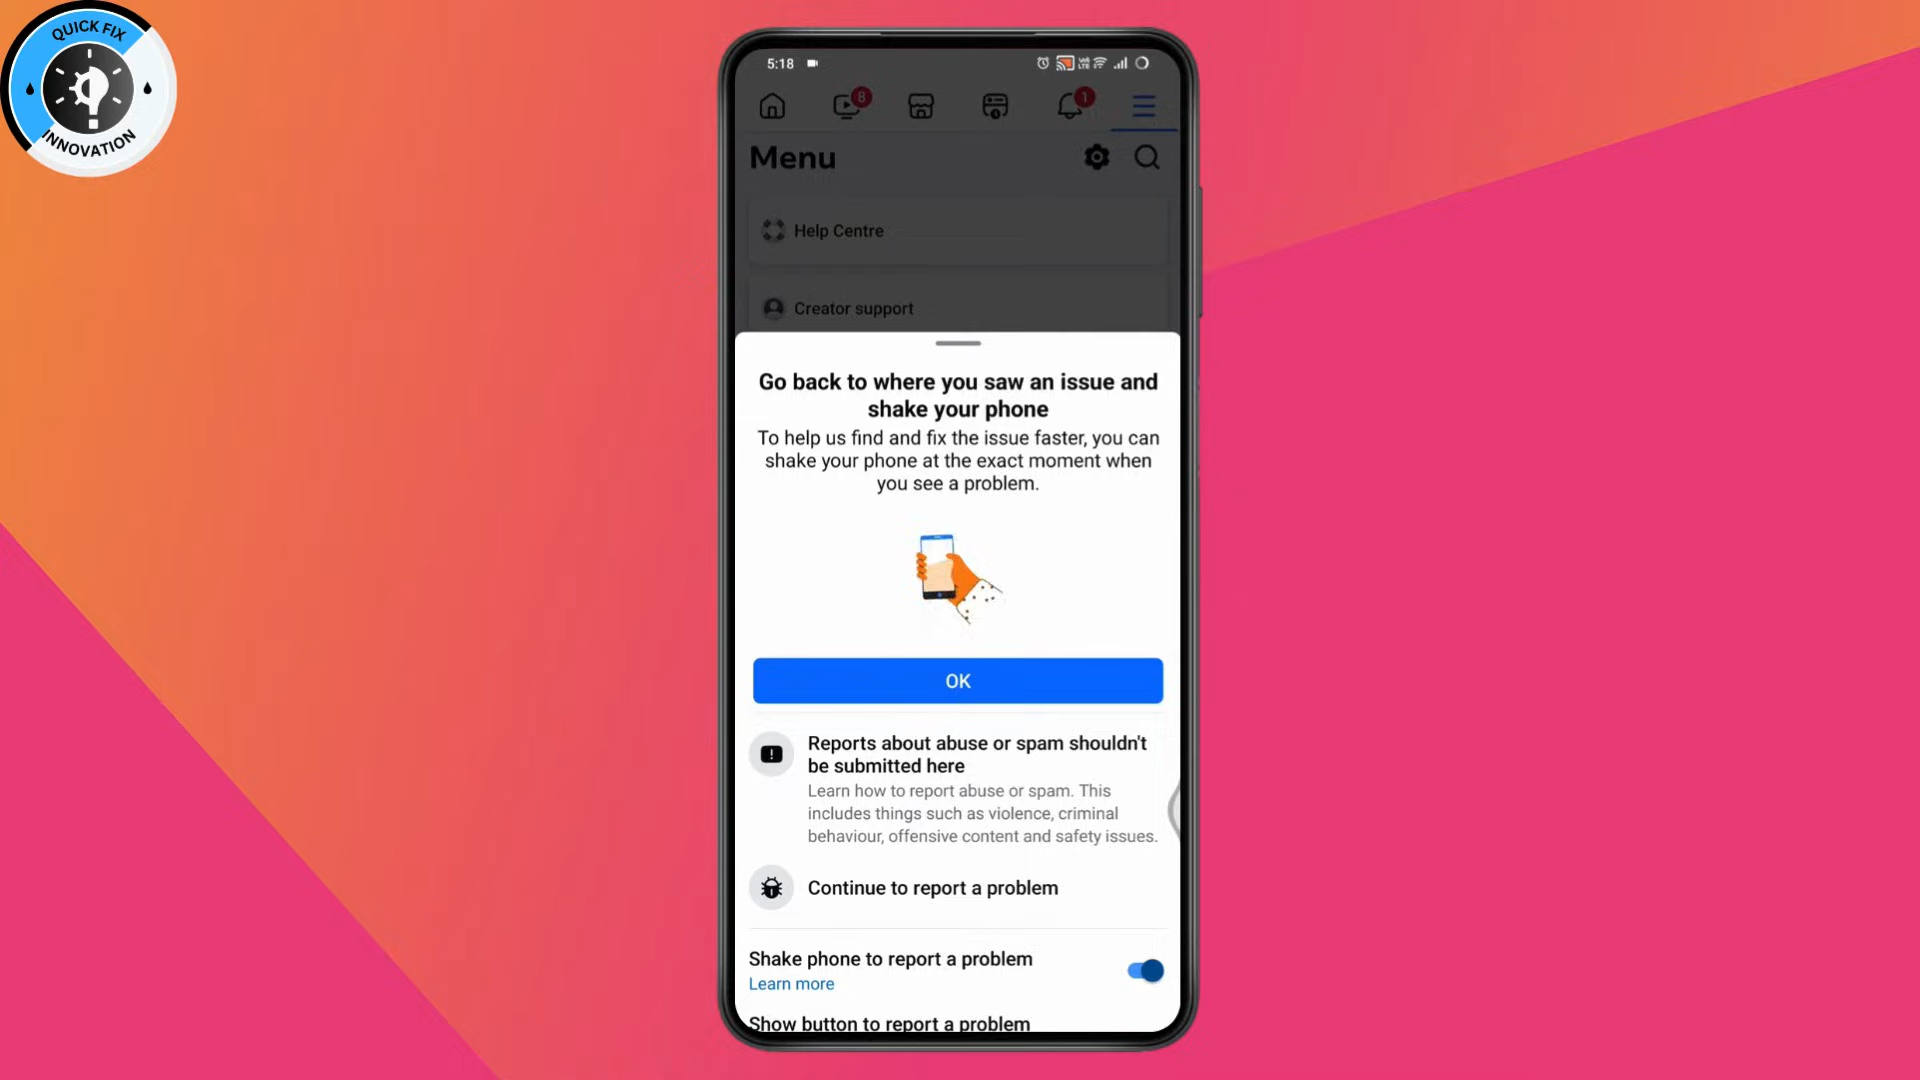 QUICK FIX
INNOVATION
5:18
8
1
Menu
Help Centre
Creator support
Go back to where you saw an issue and
shake your phone
To help us find and fix the issue faster, you can
shake your phone at the exact moment when
you see a problem.
OK
Reports about abuse or spam shouldn't
be submitted here
Learn how to report abuse or spam. This
includes things such as violence, criminal
behaviour, offensive content and safety issues.
Continue to report a problem
Shake phone to report a problem
Learn more
Show button to report a problem